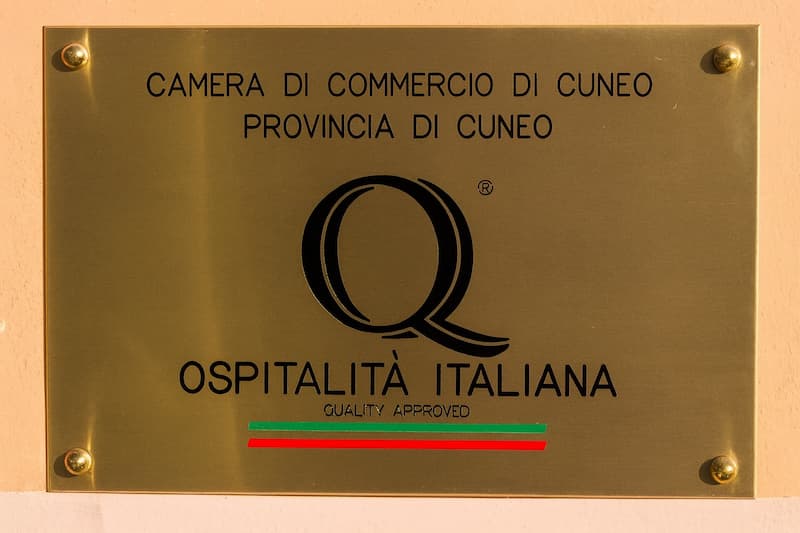 CAMERA DI COMMERCIO DI CUNEO
PROVINCIA DI CUNEO
Q ®
OSPITALITÀ ITALIANA
QUALITY APPROVED